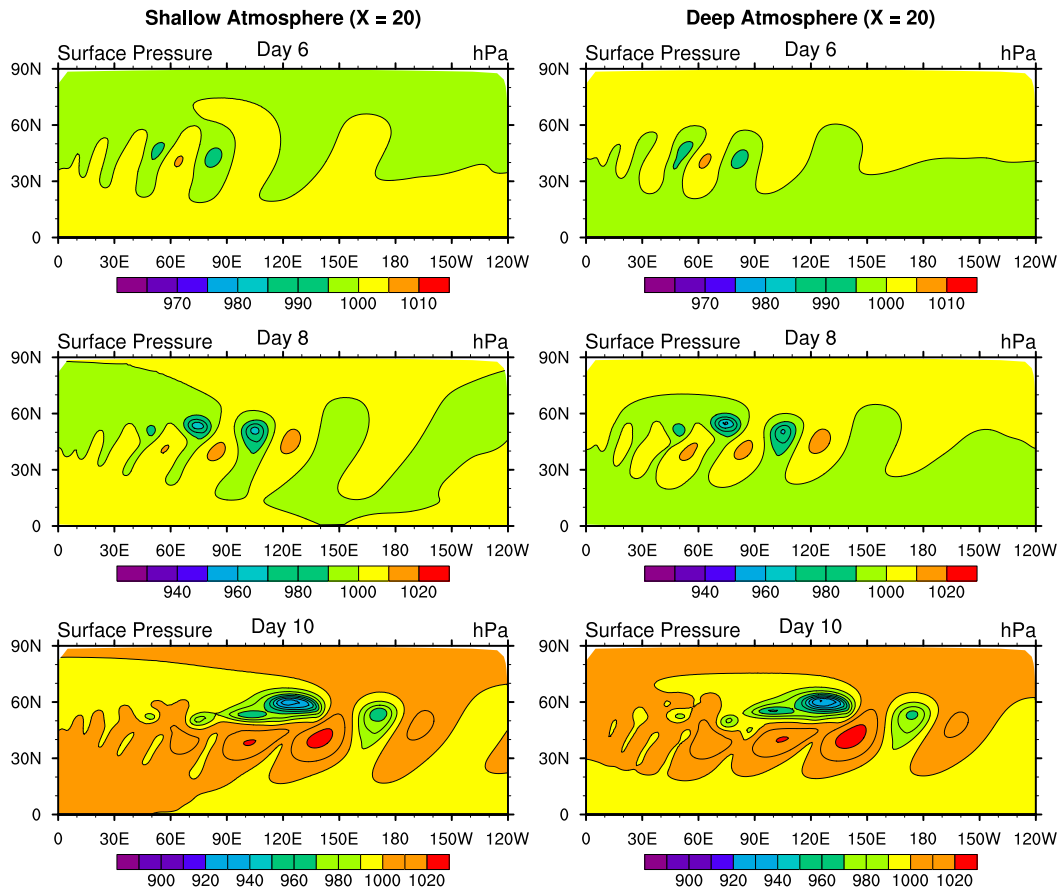 Shallow Atmosphere (X = 20)
Deep Atmosphere (X = 20)
Surface Pressure Day 6 hPa
90N
60N
30N
0
0 30E 60E 90E 120E 150E 180 150W 120W
970 980 990 1000 1010
Surface Pressure Day 6 hPa
90N
60N
30N
0
0 30E 60E 90E 120E 150E 180 150W 120W
970 980 990 1000 1010
Surface Pressure Day 8 hPa
90N
60N
30N
0
0 30E 60E 90E 120E 150E 180 150W 120W
940 960 980 1000 1020
Surface Pressure Day 8 hPa
90N
60N
30N
0
0 30E 60E 90E 120E 150E 180 150W 120W
940 960 980 1000 1020
Surface Pressure Day 10 hPa
90N
60N
30N
0
0 30E 60E 90E 120E 150E 180 150W 120W
900 920 940 960 980 1000 1020
Surface Pressure Day 10 hPa
90N
60N
30N
0
0 30E 60E 90E 120E 150E 180 150W 120W
900 920 940 960 980 1000 1020